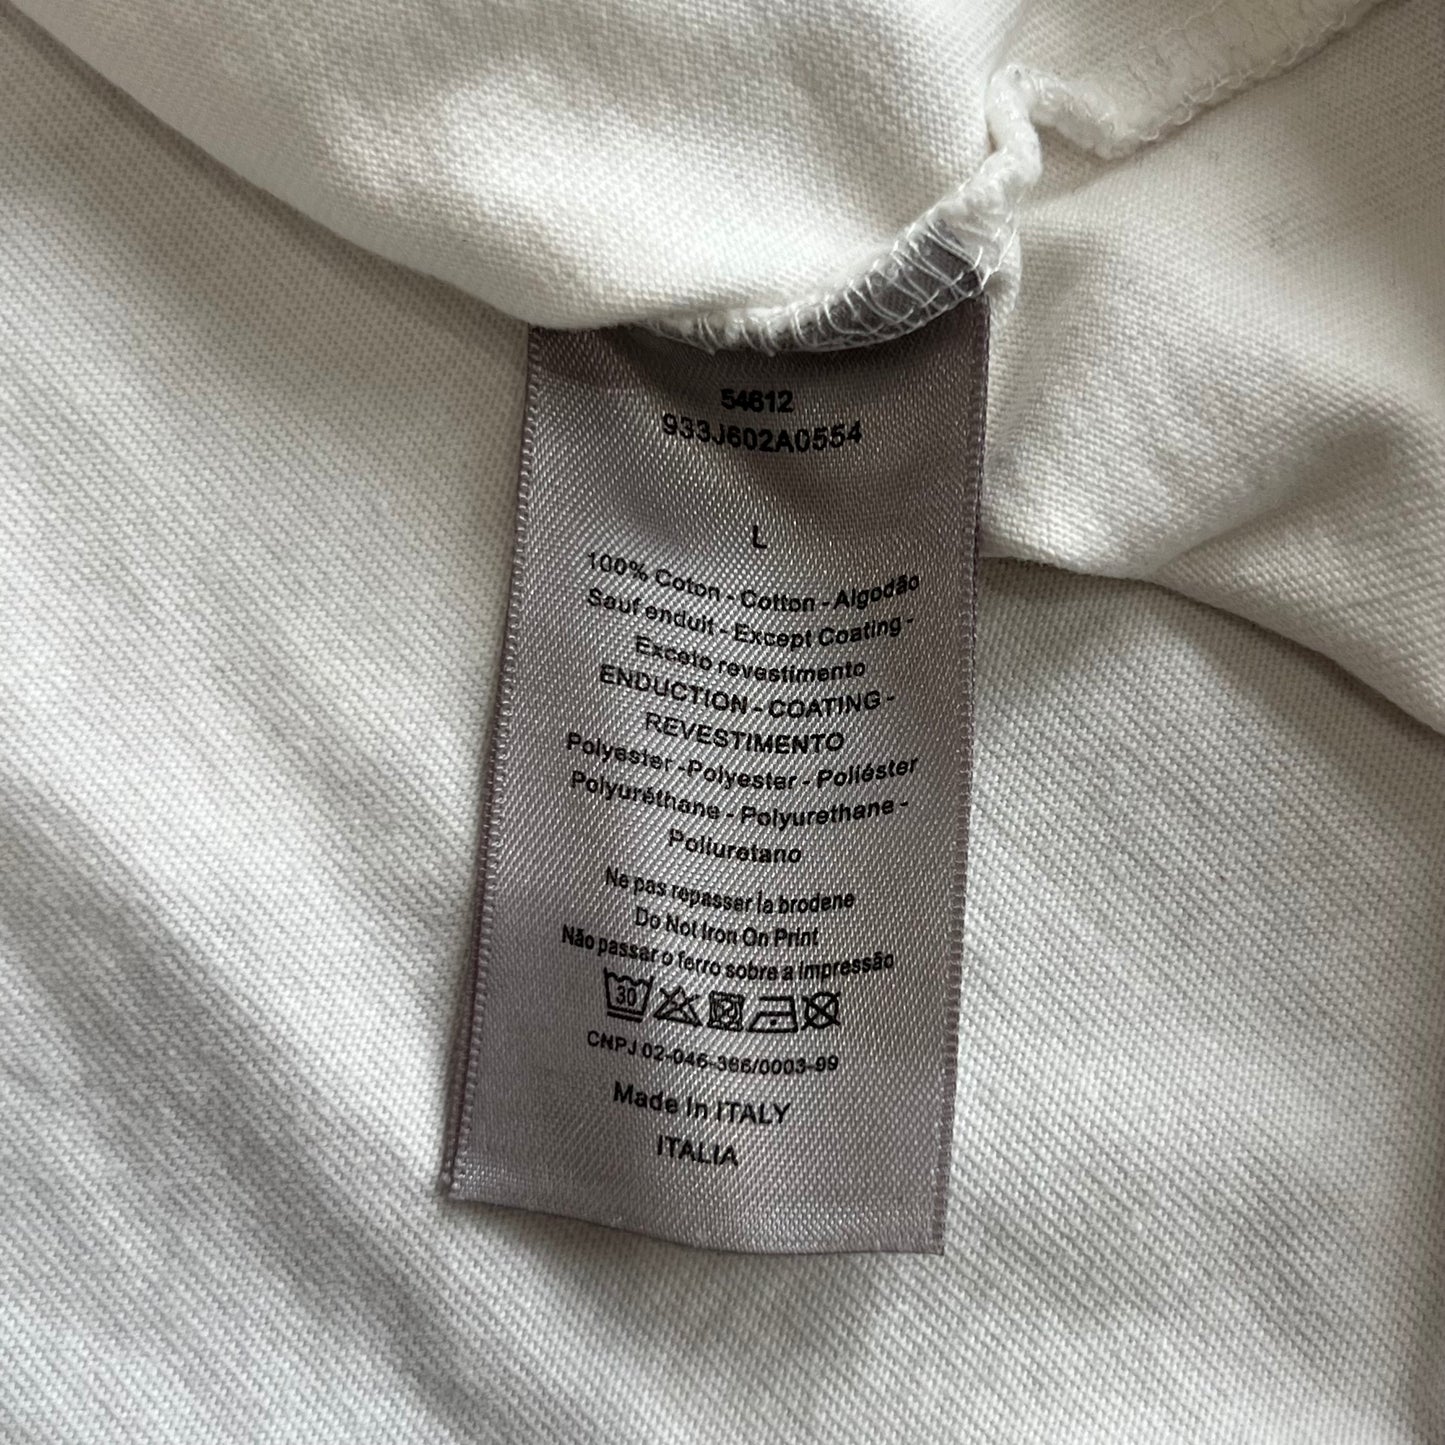 54612
933J602A0554
L
100% Coton - Cotton - Algodão
Sauf enduit - Except Coating -
Exceto revestimento
ENDUCTION - COATING -
REVESTIMENTO
Polyester -Polyester - Poliéster
Polyuréthane - Polyurethane -
Poliuretano
Ne pas repasser la brodene
Do Not Iron On Print
Não passar o ferro sobre a impressão
30
CNPJ 02-046-366/0003-99
Made In ITALY
ITALIA